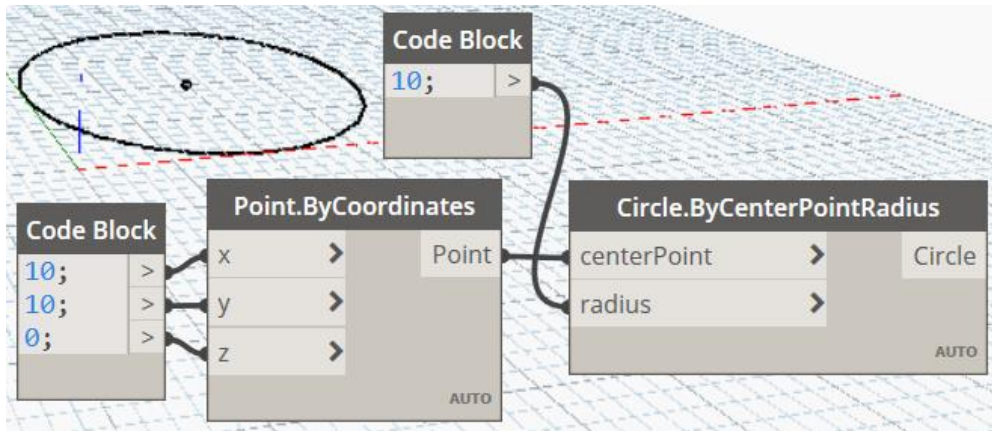 Code Block
10; >
Code Block
10; >
10; >
0; >
Point.ByCoordinates
x > Point
y >
z >
AUTO
Circle.ByCenterPointRadius
centerPoint > Circle
radius >
AUTO